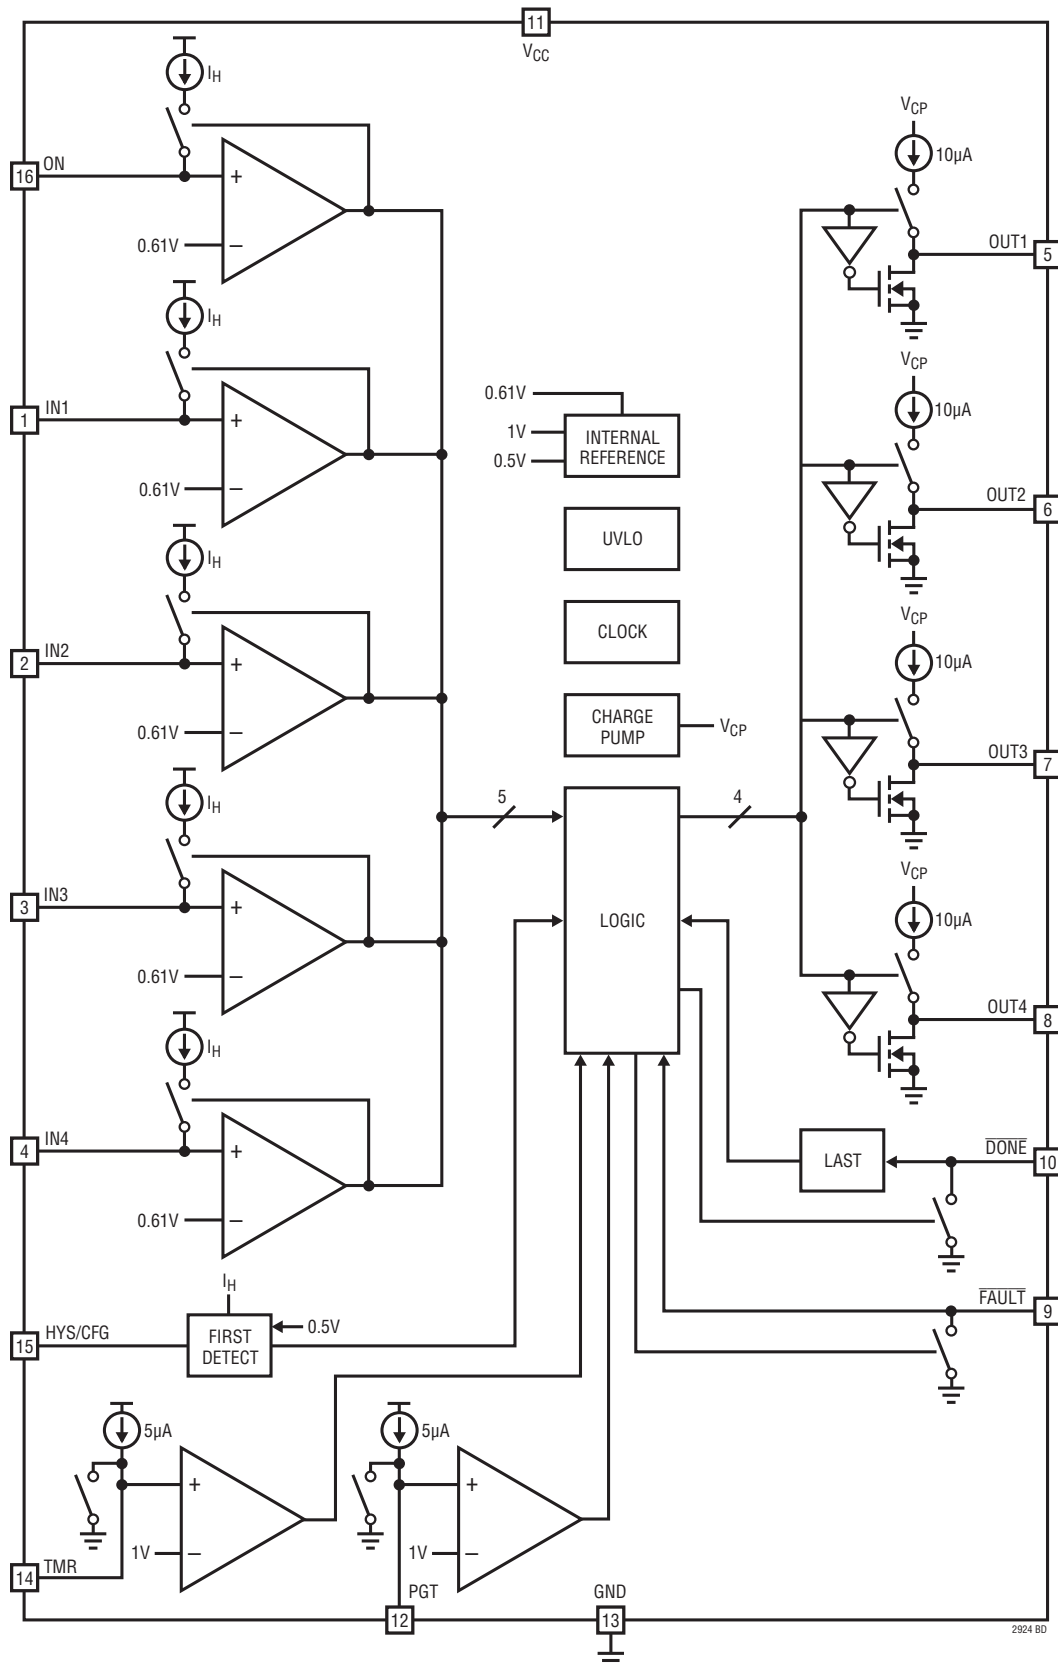 11
VCC
IH
16 ON
+
0.61V
–
VCP
10µA
OUT1 5
IH
1 IN1
+
0.61V
–
0.61V
1V
0.5V
INTERNAL
REFERENCE
VCP
10µA
OUT2 6
UVLO
IH
2 IN2
+
0.61V
–
CLOCK
CHARGE
PUMP
VCP
VCP
10µA
OUT3 7
IH
3 IN3
+
0.61V
–
5
LOGIC
4
VCP
10µA
OUT4 8
IH
4 IN4
+
0.61V
–
LAST
DONE 10
IH
15 HYS/CFG
FIRST
DETECT
0.5V
FAULT 9
5µA
+
1V
–
14 TMR
5µA
+
1V
–
PGT
12
GND
13
2924 BD